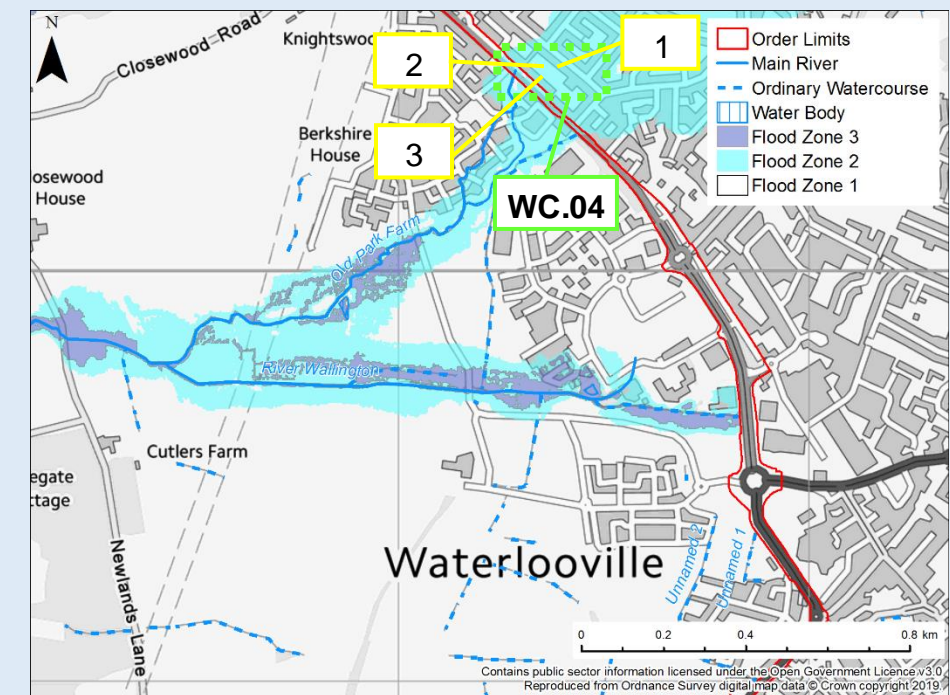 N
Closewood Road
Knightswoo
2
1
3
WC.04
Order Limits
Main River
Ordinary Watercourse
Water Body
Flood Zone 3
Flood Zone 2
Flood Zone 1
Berkshire
House
osewood
House
Old Park Farm
River Wallington
Cutlers Farm
egate
ttage
Newlands Lane
Waterlooville
Unnamed 2
Unnamed 1
0 0.2 0.4 0.8 km
Contains public sector information licensed under the Open Government Licence v3.0
Reproduced from Ordnance Survey digital map data © Crown copyright 2019.